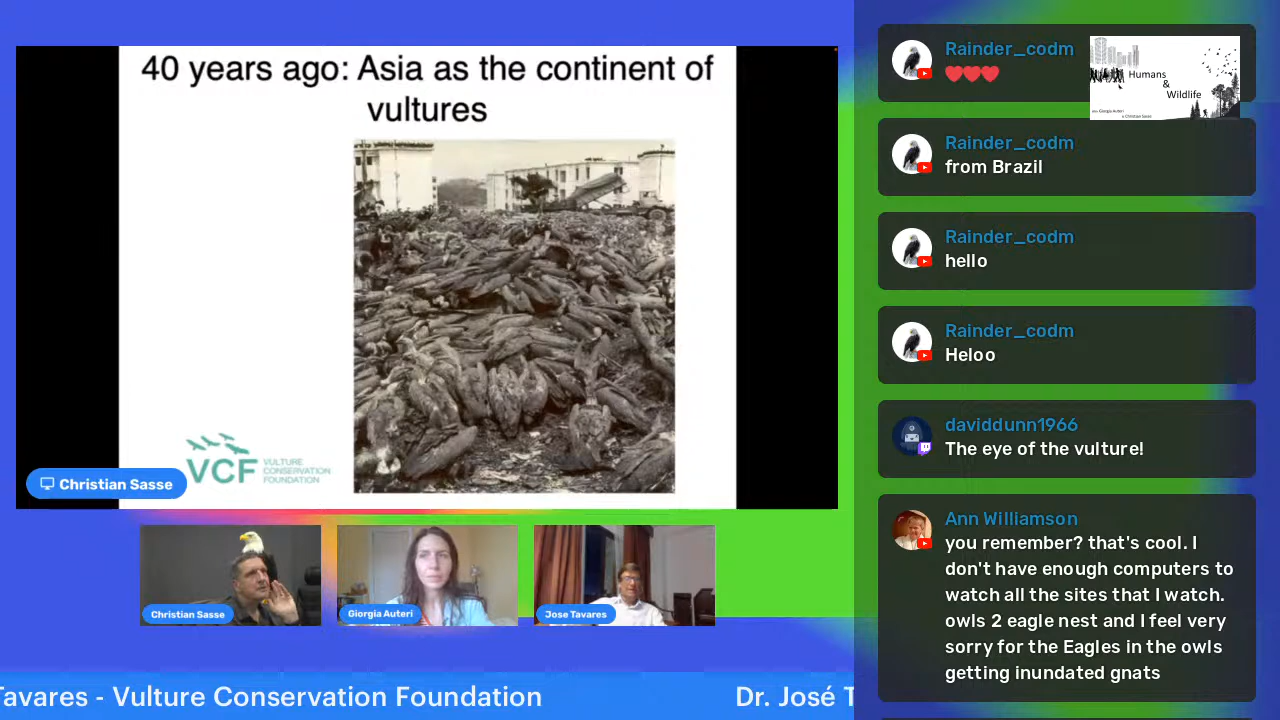 40 years ago: Asia as the continent of
vultures
VCF VULTURE
CONSERVATION
FOUNDATION
Christian Sasse
Christian Sasse
Giorgia Auteri
Jose Tavares
Tavares - Vulture Conservation Foundation
Dr. José T
Rainder_codm
Humans
&
Wildlife
Rainder_codm
from Brazil
Rainder_codm
hello
Rainder_codm
Heloo
daviddunn1966
The eye of the vulture!
Ann Williamson
you remember? that's cool. I
don't have enough computers to
watch all the sites that I watch.
owls 2 eagle nest and I feel very
sorry for the Eagles in the owls
getting inundated gnats